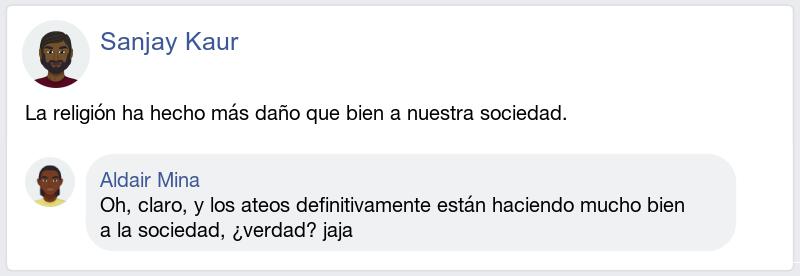 Sanjay Kaur
La religión ha hecho más daño que bien a nuestra sociedad.
Aldair Mina
Oh, claro, y los ateos definitivamente están haciendo mucho bien
a la sociedad, ¿verdad? jaja